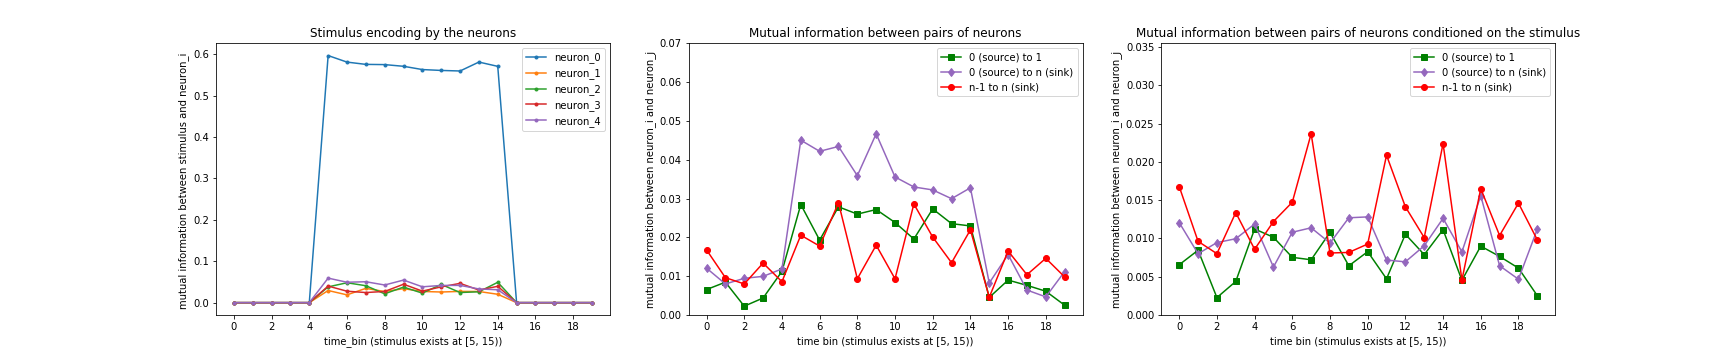 Stimulus encoding by the neurons
mutual information between stimulus and neuron_i
0.6
0.5
0.4
0.3
0.2
0.1
0.0
neuron_0
neuron_1
neuron_2
neuron_3
neuron_4
0 2 4 6 8 10 12 14 16 18
time_bin (stimulus exists at [5, 15))
Mutual information between pairs of neurons
mutual information between neuron_i and neuron_j
0.07
0.06
0.05
0.04
0.03
0.02
0.01
0.00
0 (source) to 1
0 (source) to n (sink)
n-1 to n (sink)
0 2 4 6 8 10 12 14 16 18
time bin (stimulus exists at [5, 15))
Mutual information between pairs of neurons conditioned on the stimulus
mutual information between neuron_i and neuron_j
0.035
0.030
0.025
0.020
0.015
0.010
0.005
0.000
0 (source) to 1
0 (source) to n (sink)
n-1 to n (sink)
0 2 4 6 8 10 12 14 16 18
time bin (stimulus exists at [5, 15))